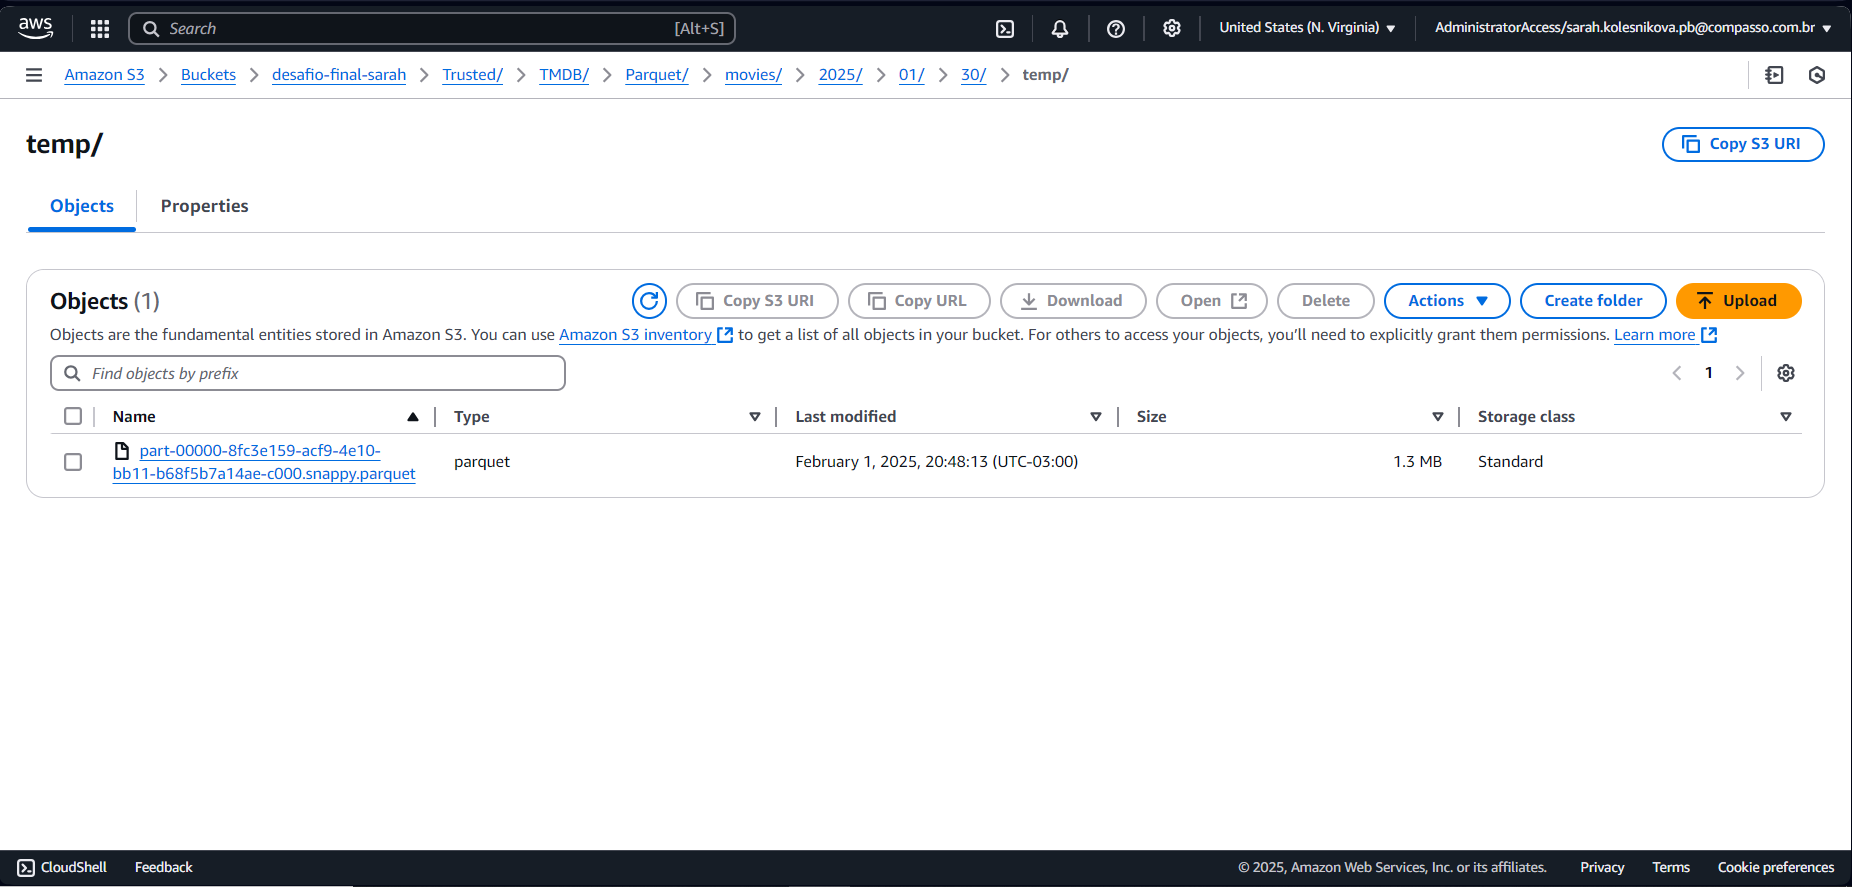 aws Search [Alt+S] United States (N. Virginia) AdministratorAccess/sarah.kolesnikova.pb@compasso.com.br
Amazon S3 Buckets desafio-final-sarah Trusted/ TMDB/ Parquet/ movies/ 2025/ 01/ 30/ temp/
temp/
Copy S3 URI
Objects Properties
Objects (1) Copy S3 URI Copy URL Download Open Delete Actions Create folder Upload
Objects are the fundamental entities stored in Amazon S3. You can use Amazon S3 inventory to get a list of all objects in your bucket. For others to access your objects, you’ll need to explicitly grant them permissions. Learn more
Find objects by prefix 1
Name Type Last modified Size Storage class
part-00000-8fc3e159-acf9-4e10-
bb11-b68f5b7a14ae-c000.snappy.parquet parquet February 1, 2025, 20:48:13 (UTC-03:00) 1.3 MB Standard
CloudShell Feedback © 2025, Amazon Web Services, Inc. or its affiliates. Privacy Terms Cookie preferences